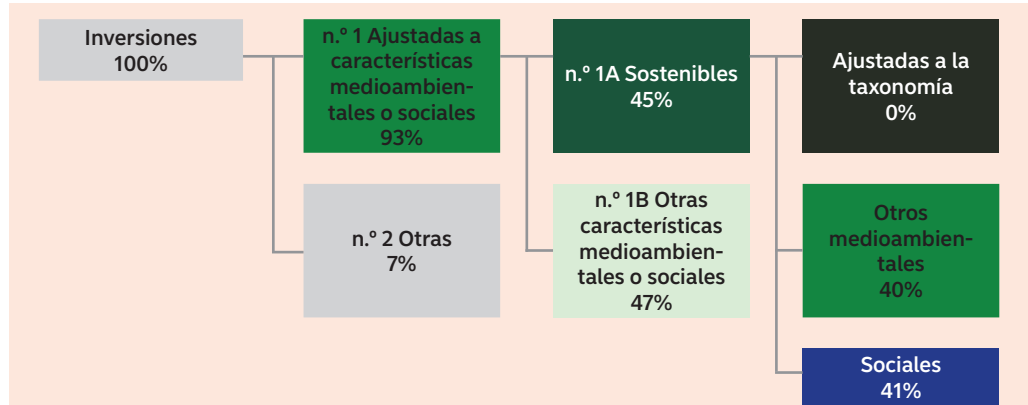 Inversiones
100%
n.º 1 Ajustadas a
características
medioambien-
tales o sociales
93%
n.º 1A Sostenibles
45%
Ajustadas a la
taxonomía
0%
n.º 2 Otras
7%
n.º 1B Otras
características
medioambien-
tales o sociales
47%
Otros
medioambien-
tales
40%
Sociales
41%